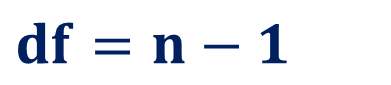 df = n − 1